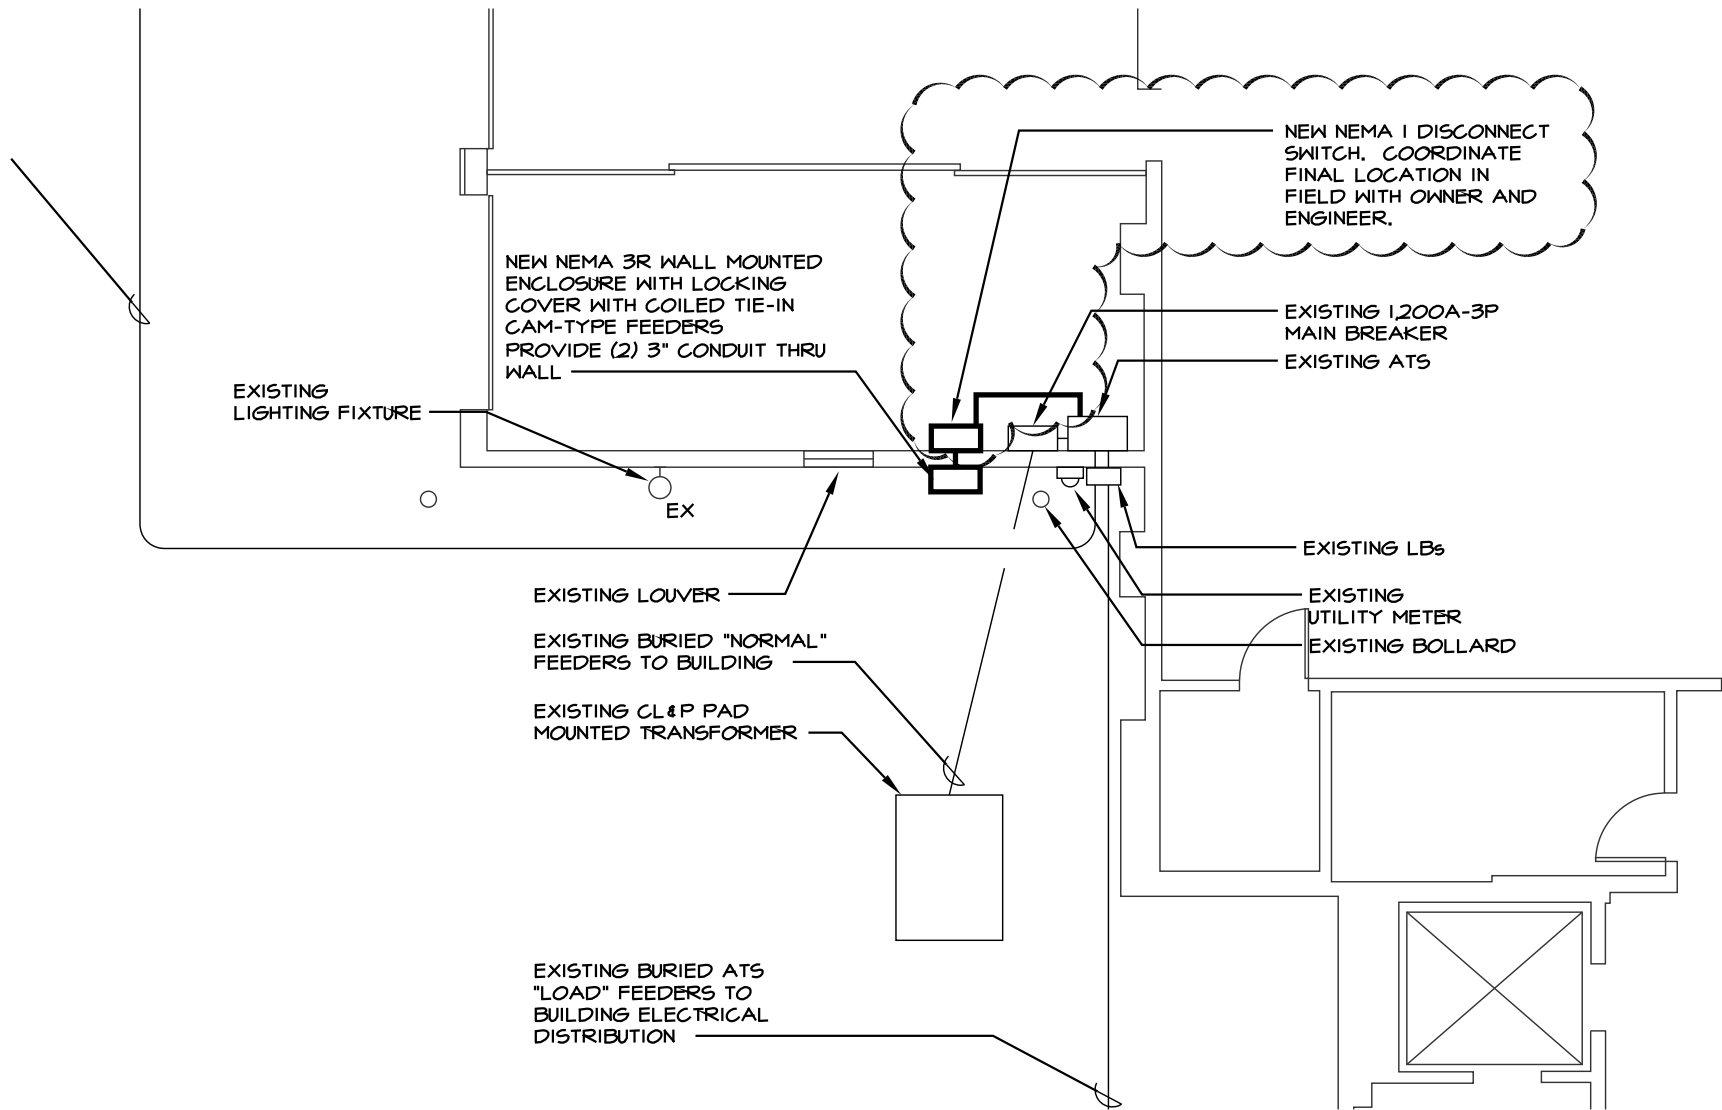 NEW NEMA 1 DISCONNECT
SWITCH. COORDINATE
FINAL LOCATION IN
FIELD WITH OWNER AND
ENGINEER.
NEW NEMA 3R WALL MOUNTED
ENCLOSURE WITH LOCKING
COVER WITH COILED TIE-IN
CAM-TYPE FEEDERS
PROVIDE (2) 3" CONDUIT THRU
WALL
EXISTING 1,200A-3P
MAIN BREAKER
EXISTING ATS
EXISTING
LIGHTING FIXTURE
EX
EXISTING LBs
EXISTING LOUVER
EXISTING
UTILITY METER
EXISTING BOLLARD
EXISTING BURIED "NORMAL"
FEEDERS TO BUILDING
EXISTING CL&P PAD
MOUNTED TRANSFORMER
EXISTING BURIED ATS
"LOAD" FEEDERS TO
BUILDING ELECTRICAL
DISTRIBUTION